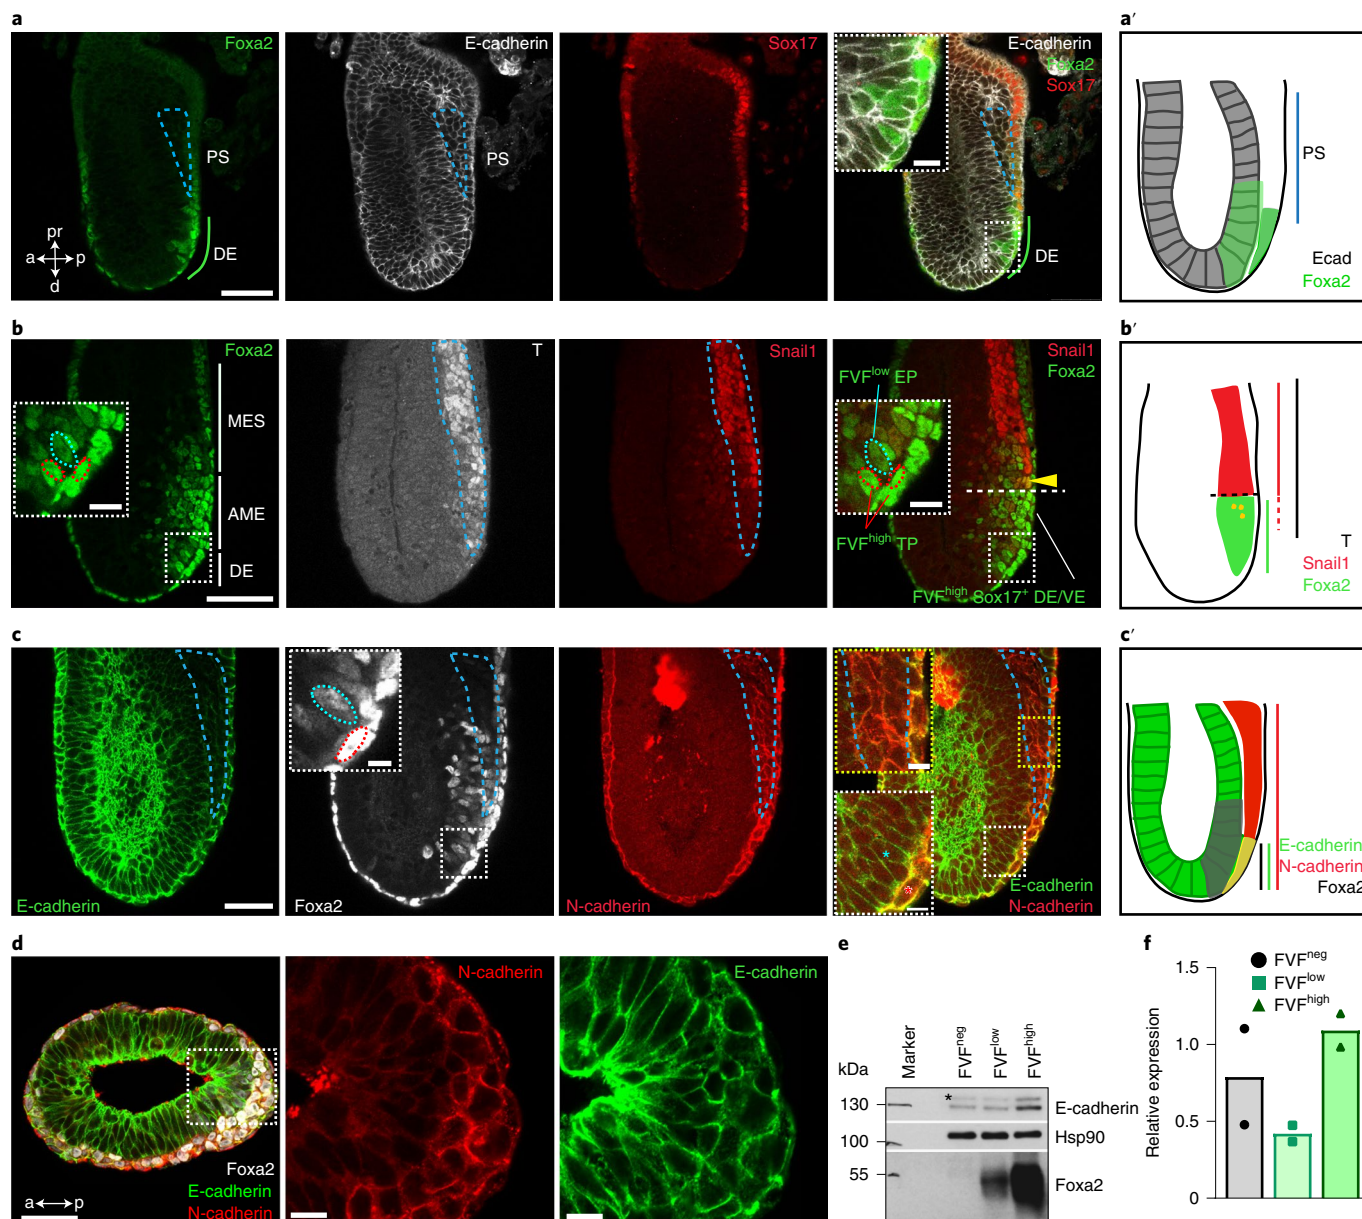 a
Foxa2
PS
DE
pr
a p
d
E-cadherin
PS
Sox17
E-cadherin
Foxa2
Sox17
DE
a′
PS
Ecad
Foxa2
b
Foxa2
MES
AME
DE
T
Snail1
Snail1
Foxa2
FVFlow EP
FVFhigh TP
FVFhigh Sox17+ DE/VE
b′
T
Snail1
Foxa2
c
E-cadherin
Foxa2
N-cadherin
*
*
E-cadherin
N-cadherin
c′
E-cadherin
N-cadherin
Foxa2
d
Foxa2
E-cadherin
N-cadherin
a p
N-cadherin
E-cadherin
e
kDa
Marker
FVFneg
FVFlow
FVFhigh
130
*
E-cadherin
100
Hsp90
55
Foxa2
f
FVFneg
FVFlow
FVFhigh
Relative expression
1.5
1.0
0.5
0